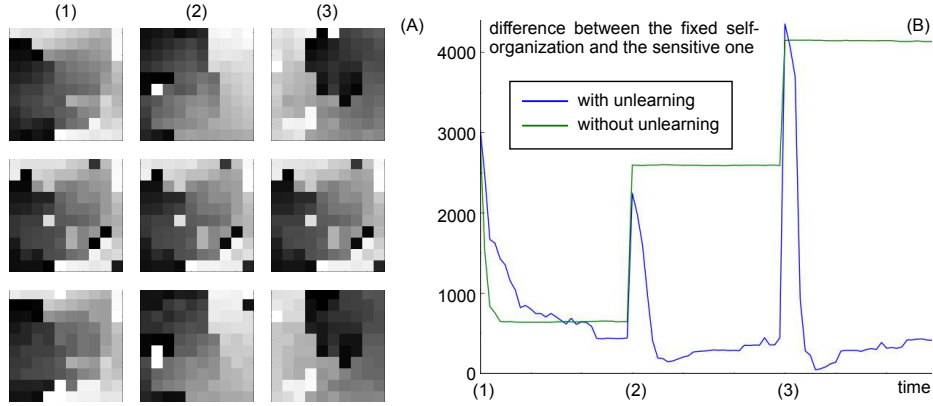 (1) (2) (3) (A)
difference between the fixed self-
organization and the sensitive one
(B)
with unlearning
without unlearning
4000
3000
2000
1000
0
(1) (2) (3) time